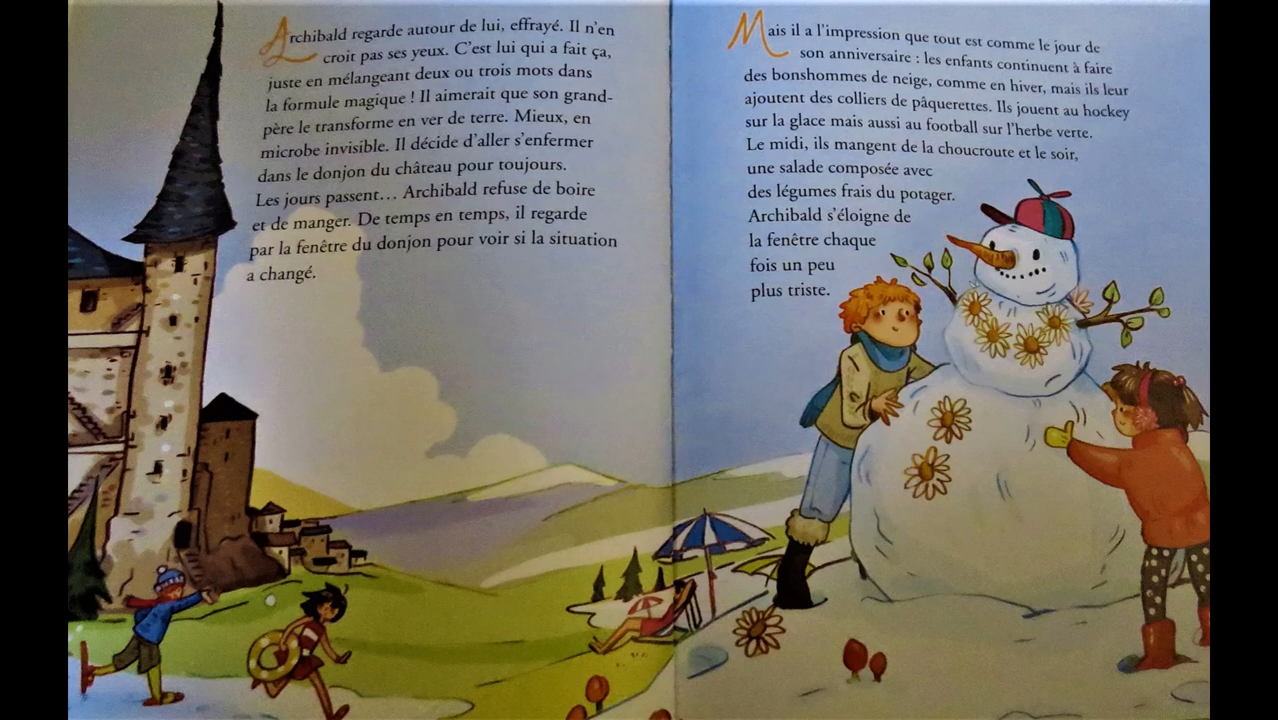 Archibald regarde autour de lui, effrayé. Il n'en
croit pas ses yeux. C'est lui qui a fait ça,
juste en mélangeant deux ou trois mots dans
la formule magique ! Il aimerait que son grand-
père le transforme en ver de terre. Mieux, en
microbe invisible. Il décide d'aller s'enfermer
dans le donjon du château pour toujours.
Les jours passent... Archibald refuse de boire
et de manger. De temps en temps, il regarde
par la fenêtre du donjon pour voir si la situation
a changé.
Mais il a l'impression que tout est comme le jour de
son anniversaire : les enfants continuent à faire
des bonshommes de neige, comme en hiver, mais ils leur
ajoutent des colliers de pâquerettes. Ils jouent au hockey
sur la glace mais aussi au football sur l'herbe verte.
Le midi, ils mangent de la choucroute et le soir,
une salade composée avec
des légumes frais du potager.
Archibald s'éloigne de
la fenêtre chaque
fois un peu
plus triste.